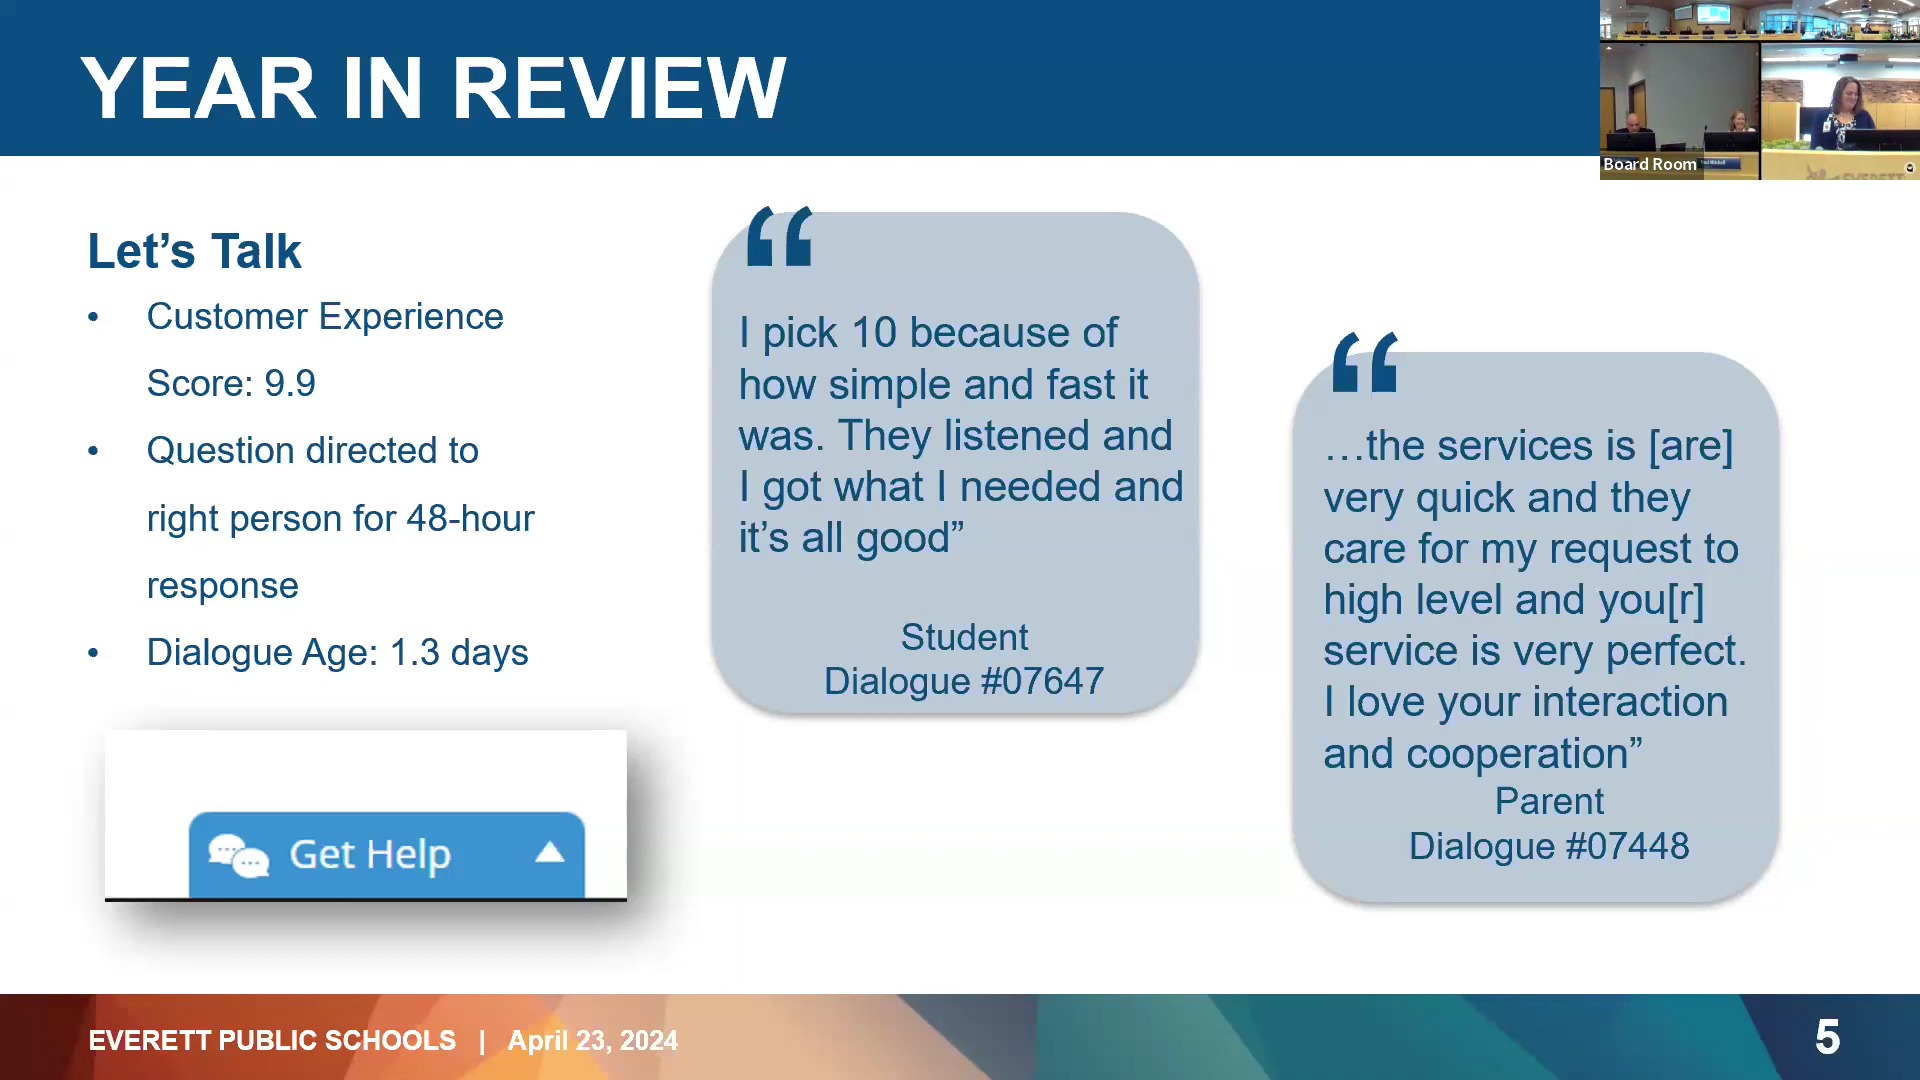 YEAR IN REVIEW
Board Room
Let’s Talk
• Customer Experience
Score: 9.9
• Question directed to
right person for 48-hour
response
• Dialogue Age: 1.3 days
Get Help
“
I pick 10 because of
how simple and fast it
was. They listened and
I got what I needed and
it’s all good”
Student
Dialogue #07647
“
…the services is [are]
very quick and they
care for my request to
high level and you[r]
service is very perfect.
I love your interaction
and cooperation”
Parent
Dialogue #07448
EVERETT PUBLIC SCHOOLS | April 23, 2024
5